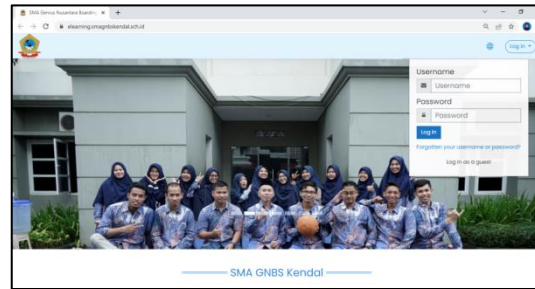 SMA Genius Nusantara Boarding
elearning.smagnbskendal.sch.id
Log in
Username
Username
Password
Password
Log in
Forgotten your username or password?
Log in as a guest
SMA GNBS Kendal